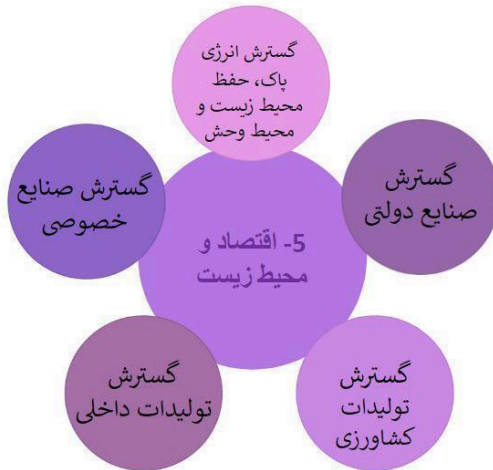 گسترش انرژی
پاک، حفظ
محیط زیست و
محیط وحش
گسترش
صنایع دولتی
گسترش صنایع
خصوصی
5- اقتصاد و
محیط زیست
گسترش
تولیدات
کشاورزی
گسترش
تولیدات داخلی